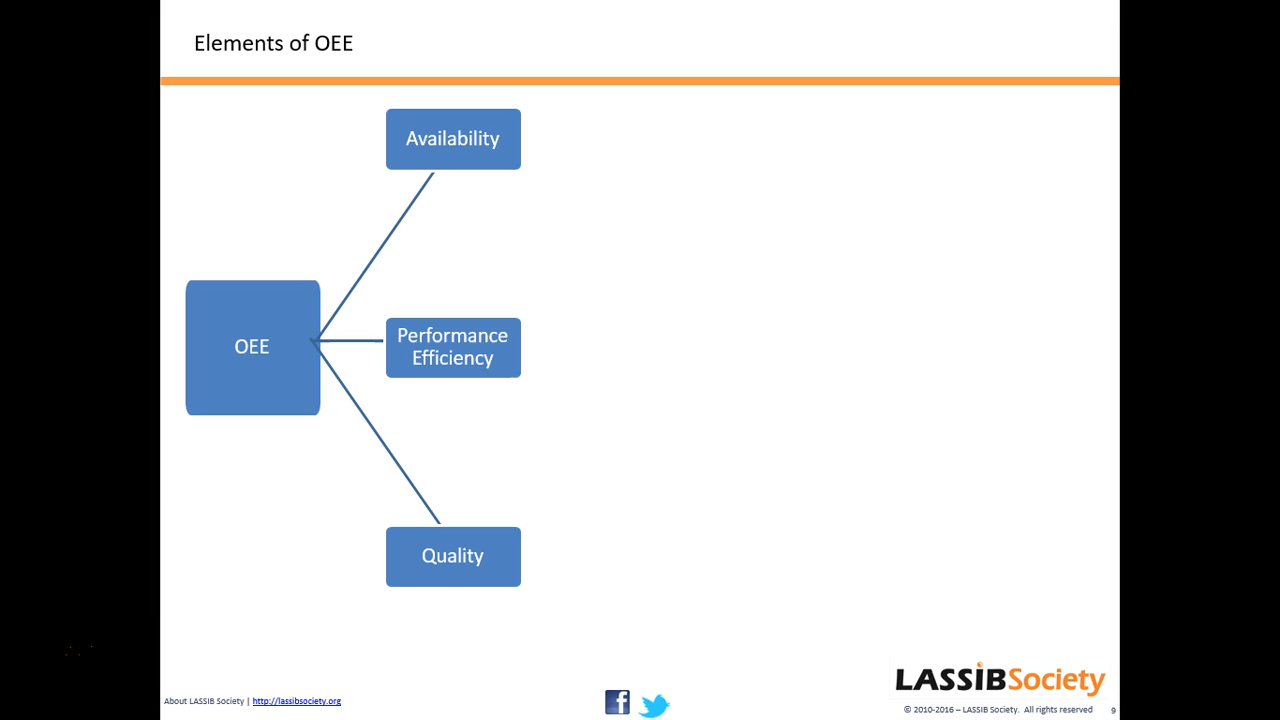 Elements of OEE
Availability
OEE
Performance
Efficiency
Quality
LASSIBSociety
About LASSIB Society | http://lassibsociety.org
© 2010-2016 – LASSIB Society. All rights reserved
9